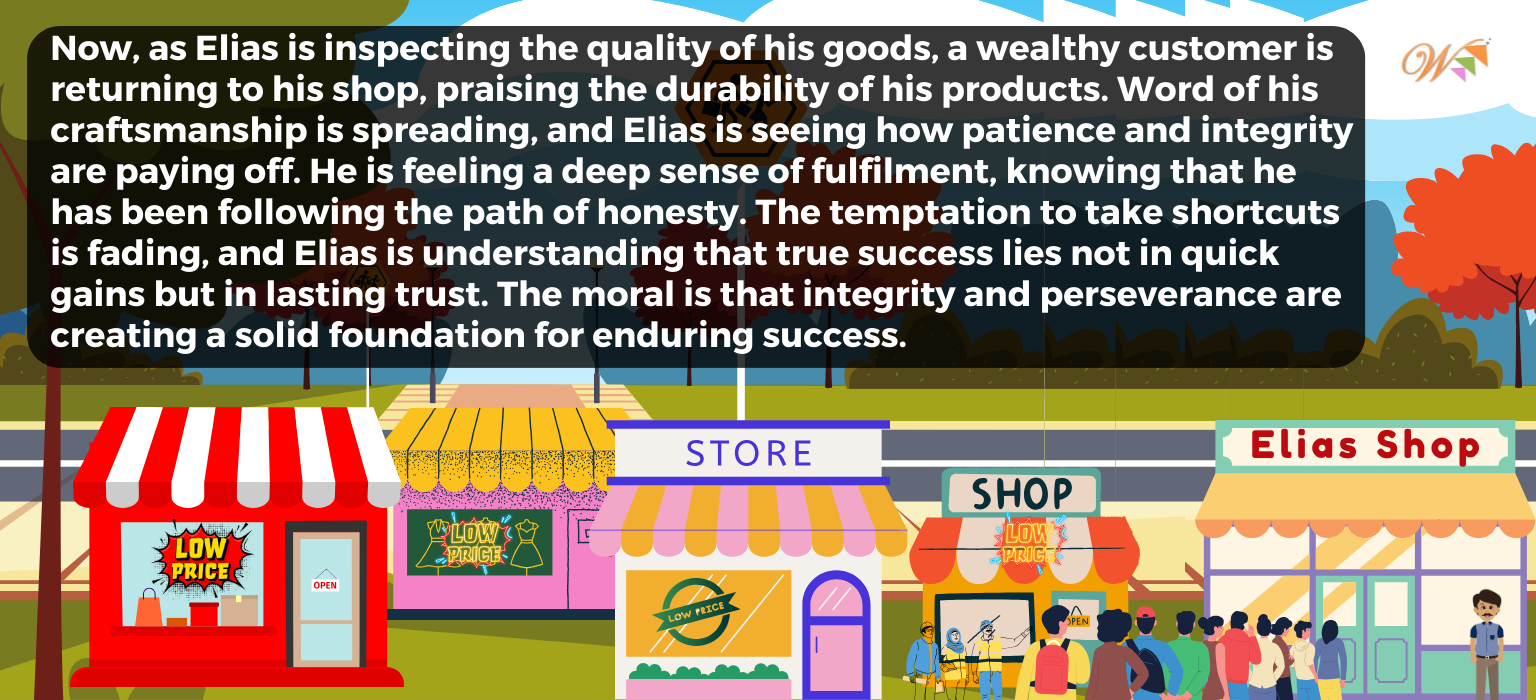 Now, as Elias is inspecting the quality of his goods, a wealthy customer is
returning to his shop, praising the durability of his products. Word of his
craftsmanship is spreading, and Elias is seeing how patience and integrity
are paying off. He is feeling a deep sense of fulfilment, knowing that he
has been following the path of honesty. The temptation to take shortcuts
is fading, and Elias is understanding that true success lies not in quick
gains but in lasting trust. The moral is that integrity and perseverance are
creating a solid foundation for enduring success.
W
STORE
Elias Shop
SHOP
LOW
PRICE
OPEN
LOW
PRICE
LOW PRICE
LOW
PRICE
OPEN